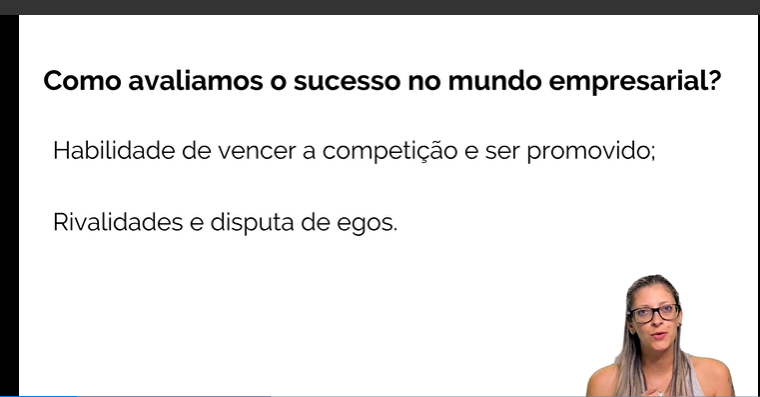 Como avaliamos o sucesso no mundo empresarial?
Habilidade de vencer a competição e ser promovido;
Rivalidades e disputa de egos.